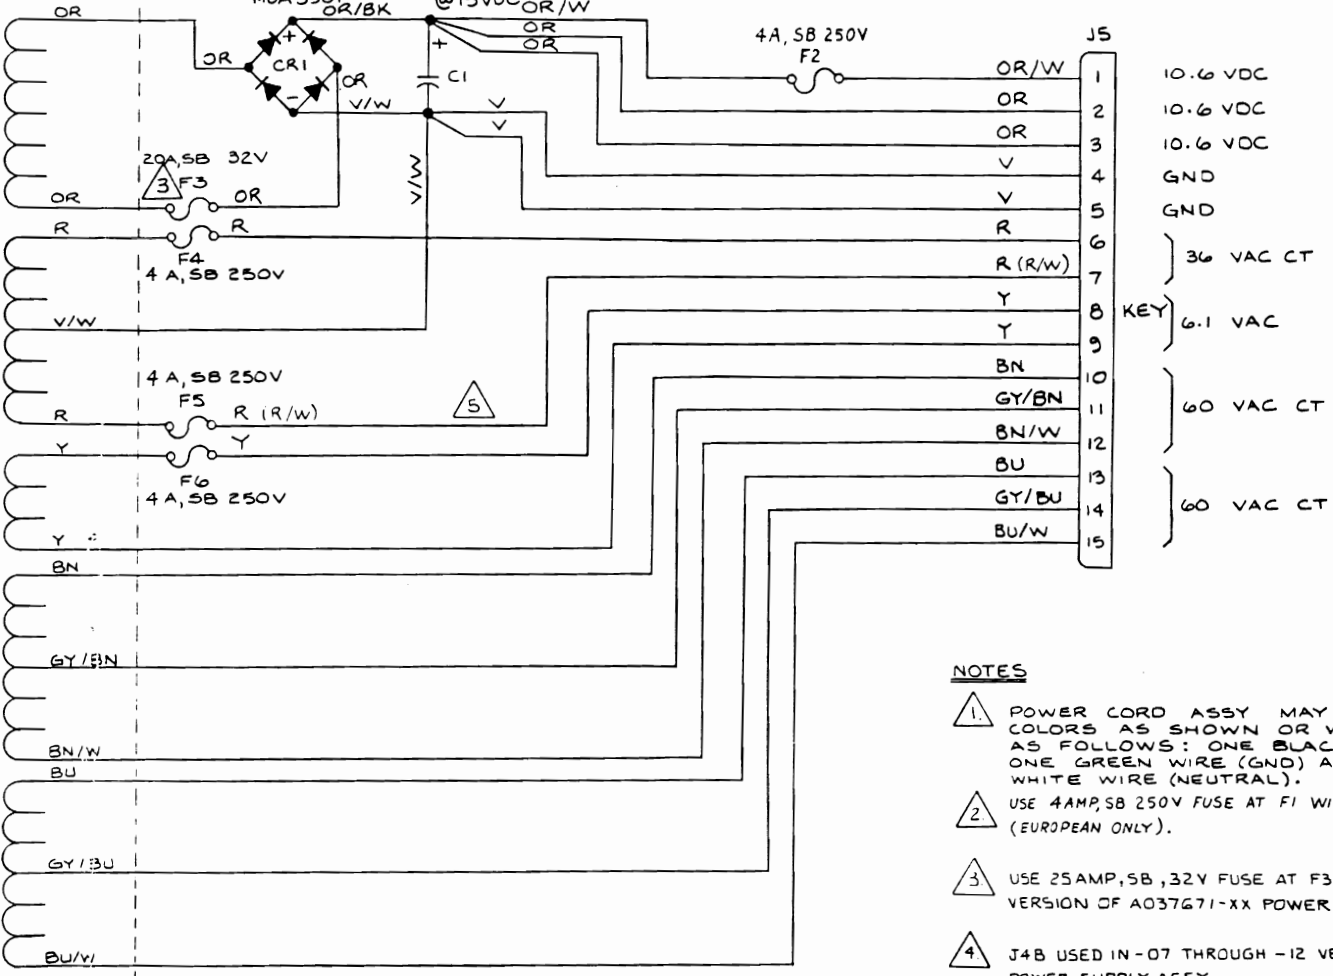 OR
OR/BK
@15VDC
OR/W
OR
OR
4A, SB 250V
F2
J5
OR
+
CR1
-
OR
+
C1
V/W
V
V
V/W
OR/W 1 10.6 VDC
OR 2 10.6 VDC
OR 3 10.6 VDC
V 4 GND
V 5 GND
R 6
R (R/W) 7
36 VAC CT
Y 8 KEY
Y 9
6.1 VAC
BN 10
GY/BN 11
BN/W 12
60 VAC CT
BU 13
GY/BU 14
BU/W 15
60 VAC CT
20A, SB 32V
3 F3
OR
OR
R
R
F4
4 A, SB 250V
V/W
4 A, SB 250V
F5
R
R (R/W)
5
Y
Y
F6
4 A, SB 250V
Y
BN
GY/BN
BN/W
BU
GY/BU
BU/W
NOTES
1. POWER CORD ASSY MAY
COLORS AS SHOWN OR
AS FOLLOWS: ONE
ONE GREEN WIRE (GND)
WHITE WIRE (NEUTRAL).
2. USE 4AMP, SB 250V FUSE AT F1
(EUROPEAN ONLY).
3. USE 25AMP, SB, 32V FUSE AT F3
VERSION OF A037671-XX POWER
4. J4B USED IN -07 THROUGH -12